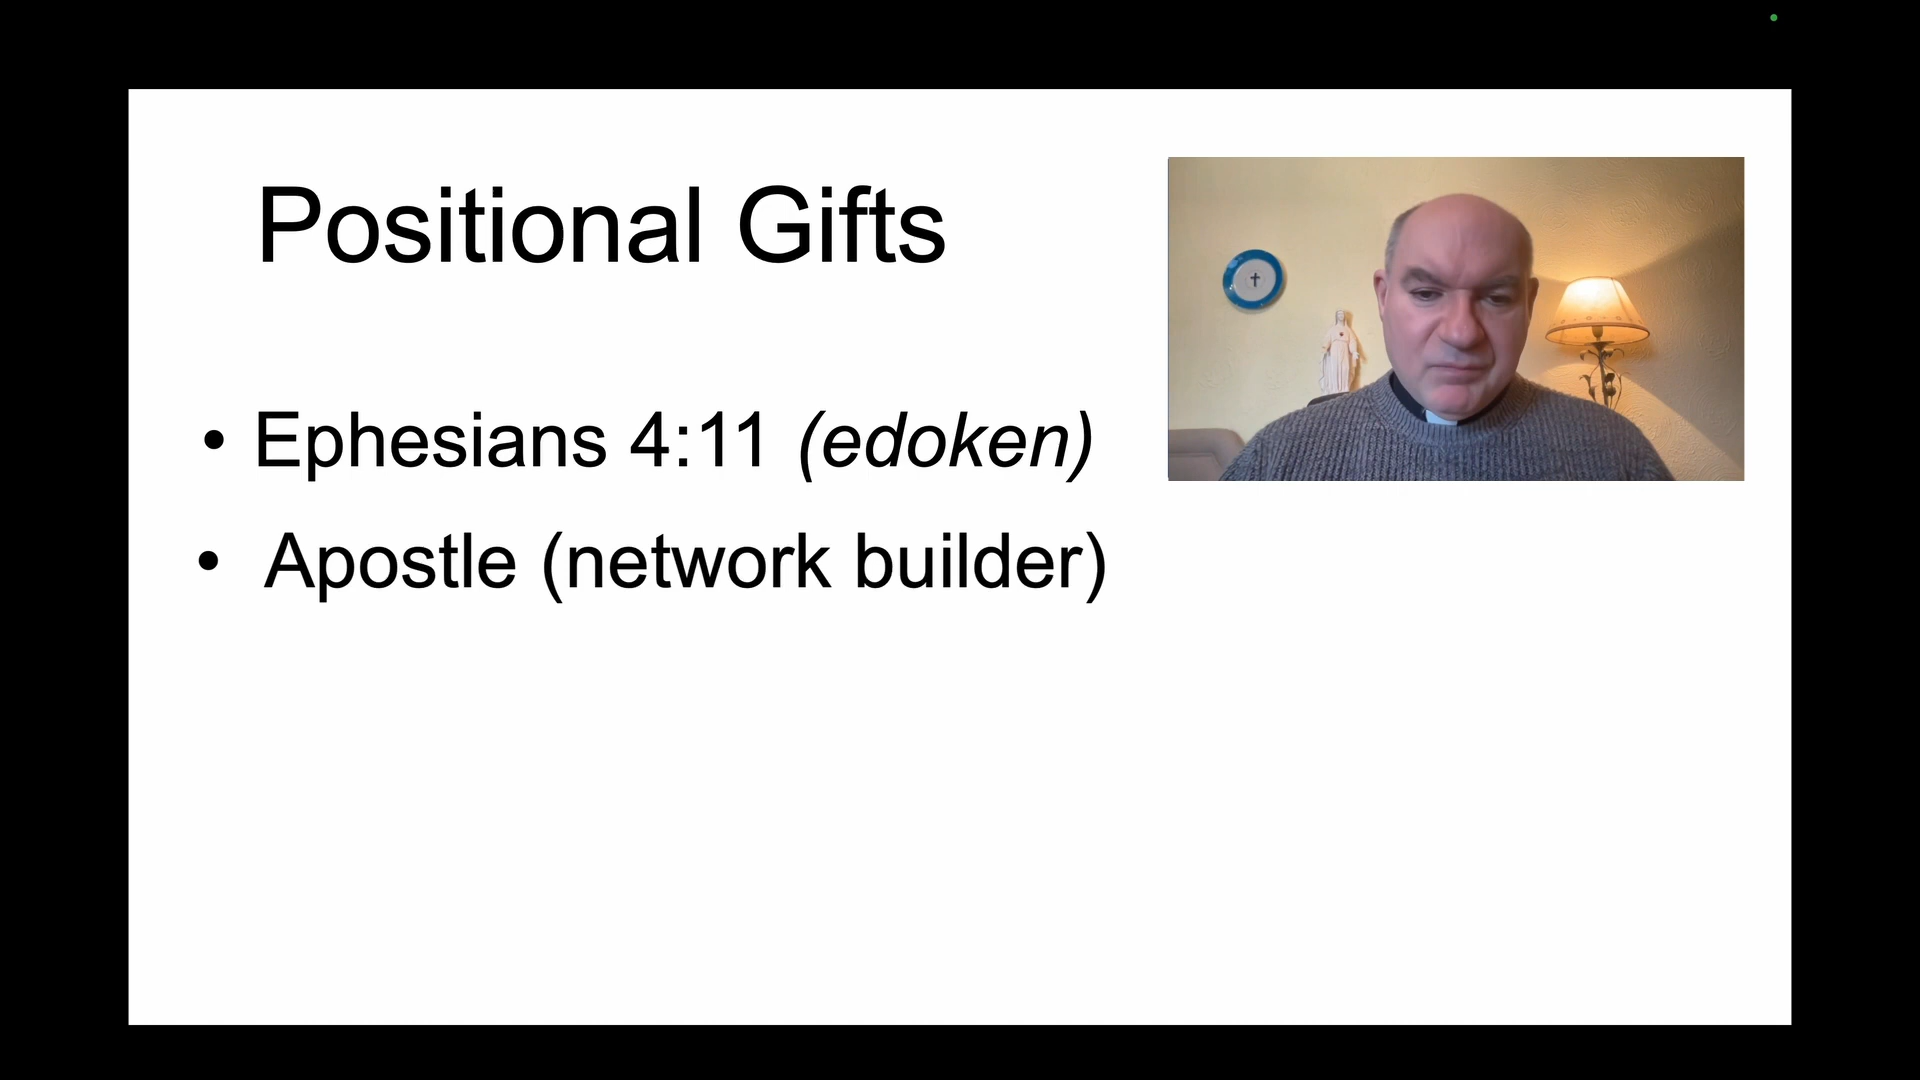 Positional Gifts
• Ephesians 4:11 (edoken)
• Apostle (network builder)